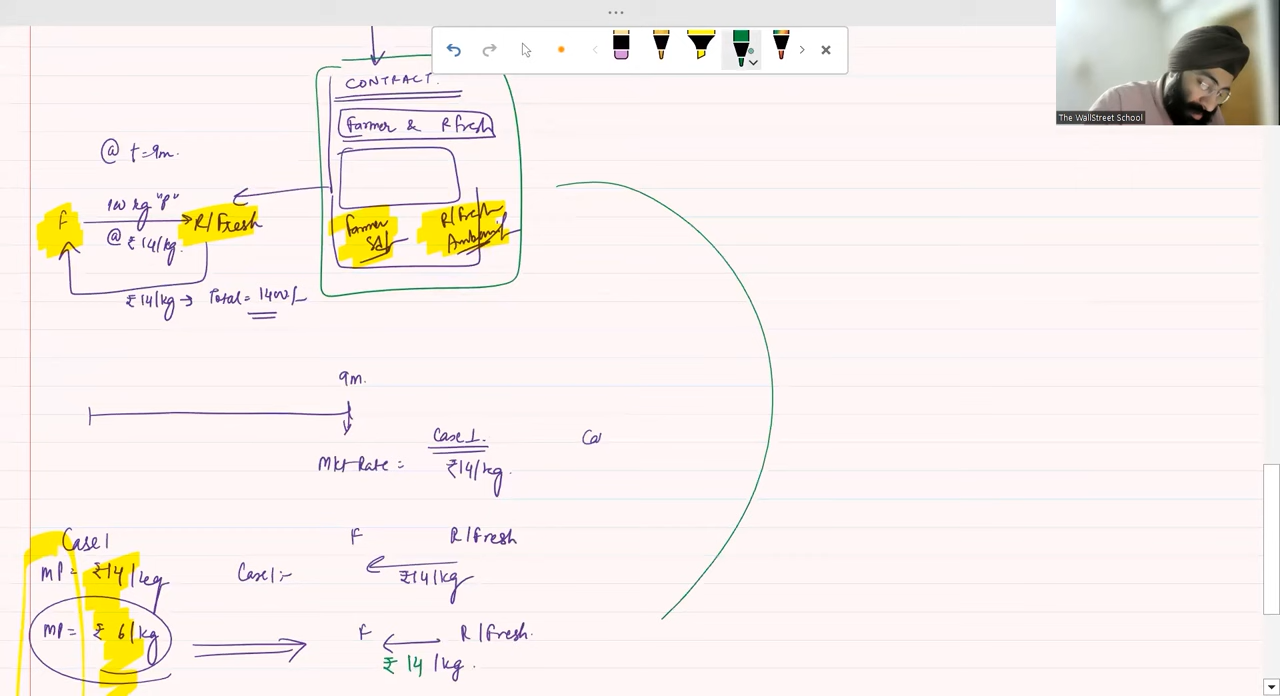 The WallStreet School
CONTRACT.
Farmer & R Fresh
@ t=9m.
100 kg "P"
F
R/Fresh
@ ₹14/kg.
Farmer
R/Fresh
Ambani
₹14/kg → Total = 1400/-
9m.
Case 1. Ca
Mkt Rate = ₹14/kg.
Case 1
MP = ₹14/kg
Case 1:-
F R/Fresh
₹14/kg
MP = ₹ 6/kg
F R/Fresh.
₹ 14 /kg.